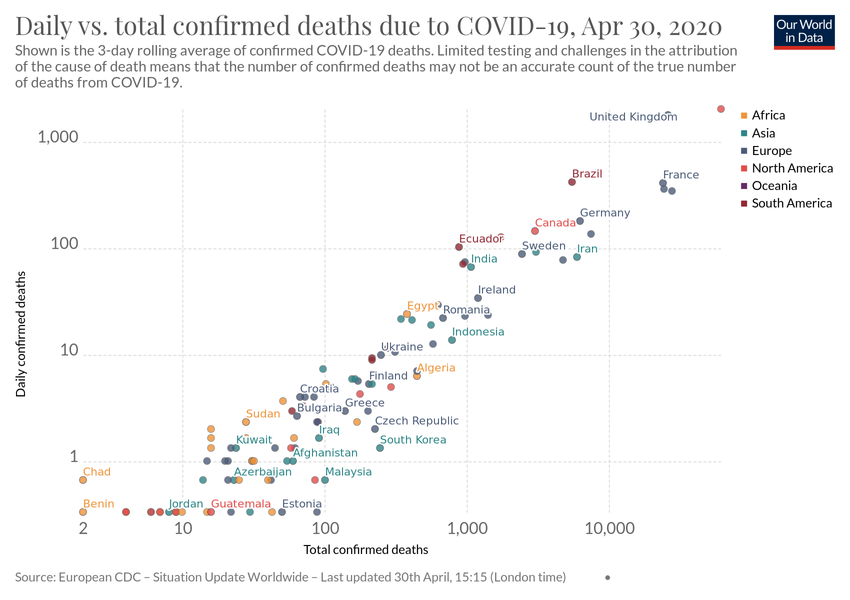 Daily vs. total confirmed deaths due to COVID-19, Apr 30, 2020
Our World
in Data
Shown is the 3-day rolling average of confirmed COVID-19 deaths. Limited testing and challenges in the attribution
of the cause of death means that the number of confirmed deaths may not be an accurate count of the true number
of deaths from COVID-19.
United Kingdom
Africa
Asia
Europe
North America
Oceania
South America
1,000
Brazil
France
Canada
Germany
Ecuador
100
Sweden
Iran
India
Ireland
Egypt
Romania
Indonesia
Ukraine
10
Algeria
Finland
Croatia
Bulgaria
Greece
Sudan
Czech Republic
Iraq
Kuwait
South Korea
Afghanistan
1
Chad
Azerbaijan
Malaysia
Benin
Jordan
Guatemala
Estonia
2
10
100
1,000
10,000
Daily confirmed deaths
Total confirmed deaths
Source: European CDC – Situation Update Worldwide – Last updated 30th April, 15:15 (London time)